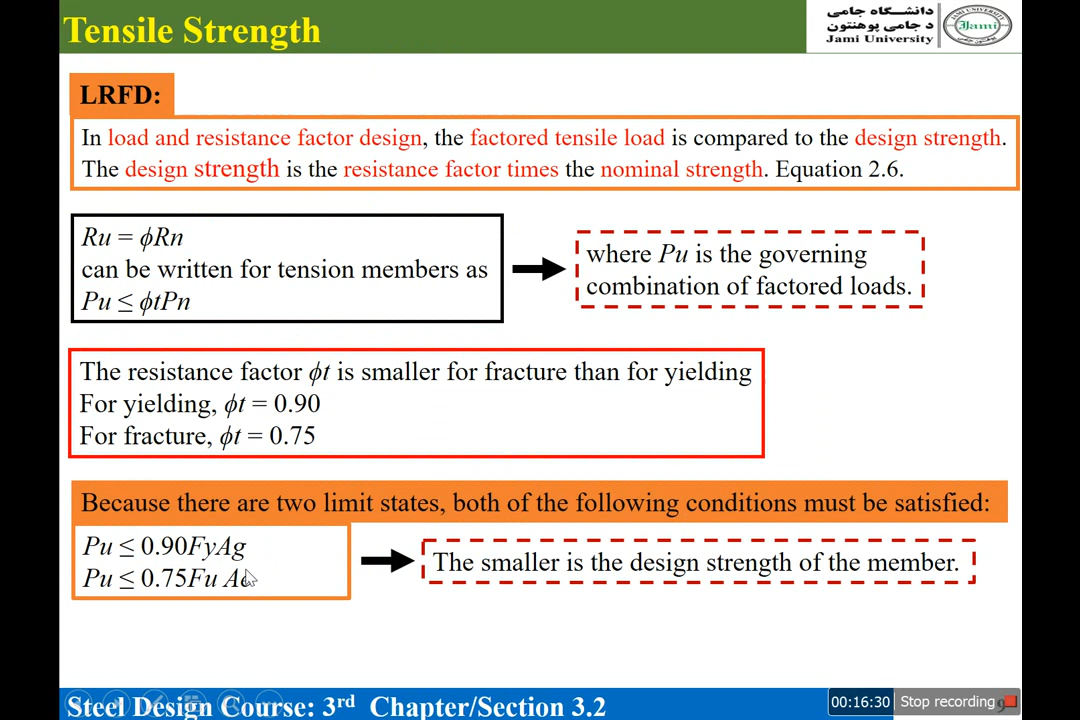 Tensile Strength
دانشگاه جامی
د جامي پوهنتون
Jami University
Jami
LRFD:
In load and resistance factor design, the factored tensile load is compared to the design strength.
The design strength is the resistance factor times the nominal strength. Equation 2.6.
Ru = ϕRn
can be written for tension members as
Pu ≤ ϕtPn
where Pu is the governing
combination of factored loads.
The resistance factor ϕt is smaller for fracture than for yielding
For yielding, ϕt = 0.90
For fracture, ϕt = 0.75
Because there are two limit states, both of the following conditions must be satisfied:
Pu ≤ 0.90FyAg
Pu ≤ 0.75Fu Ae
The smaller is the design strength of the member.
Steel Design Course: 3rd Chapter/Section 3.2
00:16:30 Stop recording
9